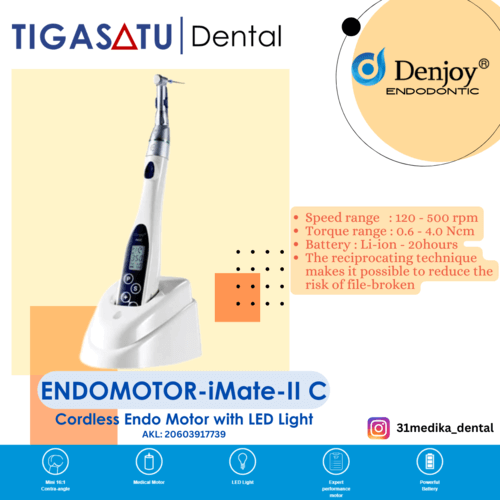 TIGASATU | Dental
Denjoy®
ENDODONTIC
Speed range : 120 - 500 rpm
Torque range : 0.6 - 4.0 Ncm
Battery : Li-ion - 20hours
The reciprocating technique
makes it possible to reduce the
risk of file-broken
ENDOMOTOR-iMate-II C
Cordless Endo Motor with LED Light
AKL: 20603917739
31medika_dental
Mini 16:1
Contra-angle
Medical Motor
LED Light
Expert
performance
motor
Powerful
Battery